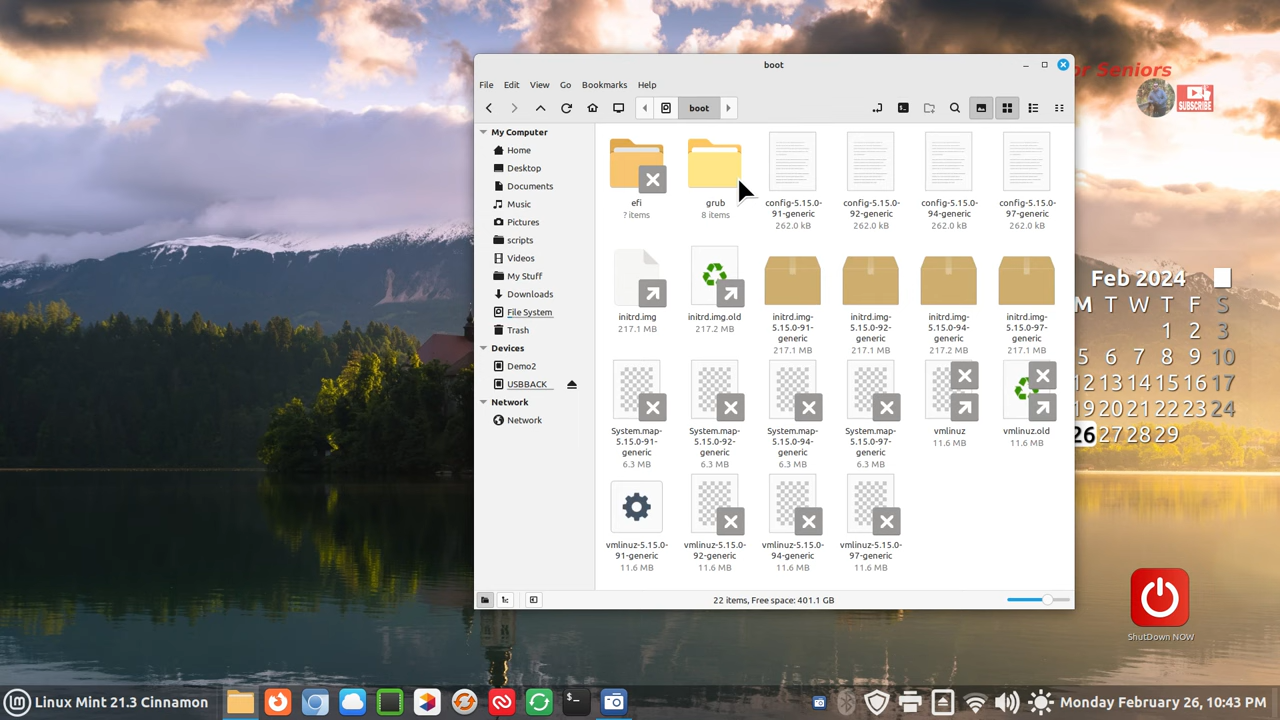 boot
or Seniors
File Edit View Go Bookmarks Help
SUBSCRIBE
boot
My Computer
Home
Desktop
Documents
Music
Pictures
scripts
Videos
My Stuff
Downloads
File System
Trash
Devices
Demo2
USBBACK
Network
Network
efi
? items
grub
8 items
config-5.15.0-
91-generic
262.0 kB
config-5.15.0-
92-generic
262.0 kB
config-5.15.0-
94-generic
262.0 kB
config-5.15.0-
97-generic
262.0 kB
initrd.img
217.1 MB
initrd.img.old
217.2 MB
initrd.img-
5.15.0-91-
generic
217.1 MB
initrd.img-
5.15.0-92-
generic
217.1 MB
initrd.img-
5.15.0-94-
generic
217.2 MB
initrd.img-
5.15.0-97-
generic
217.1 MB
System.map-
5.15.0-91-
generic
6.3 MB
System.map-
5.15.0-92-
generic
6.3 MB
System.map-
5.15.0-94-
generic
6.3 MB
System.map-
5.15.0-97-
generic
6.3 MB
vmlinuz
11.6 MB
vmlinuz.old
11.6 MB
vmlinuz-5.15.0-
91-generic
11.6 MB
vmlinuz-5.15.0-
92-generic
11.6 MB
vmlinuz-5.15.0-
94-generic
11.6 MB
vmlinuz-5.15.0-
97-generic
11.6 MB
22 items, Free space: 401.1 GB
Feb 2024
M T W T F S
1 2 3
5 6 7 8 9 10
12 13 14 15 16 17
19 20 21 22 23 24
26 27 28 29
ShutDown NOW
Linux Mint 21.3 Cinnamon
Monday February 26, 10:43 PM